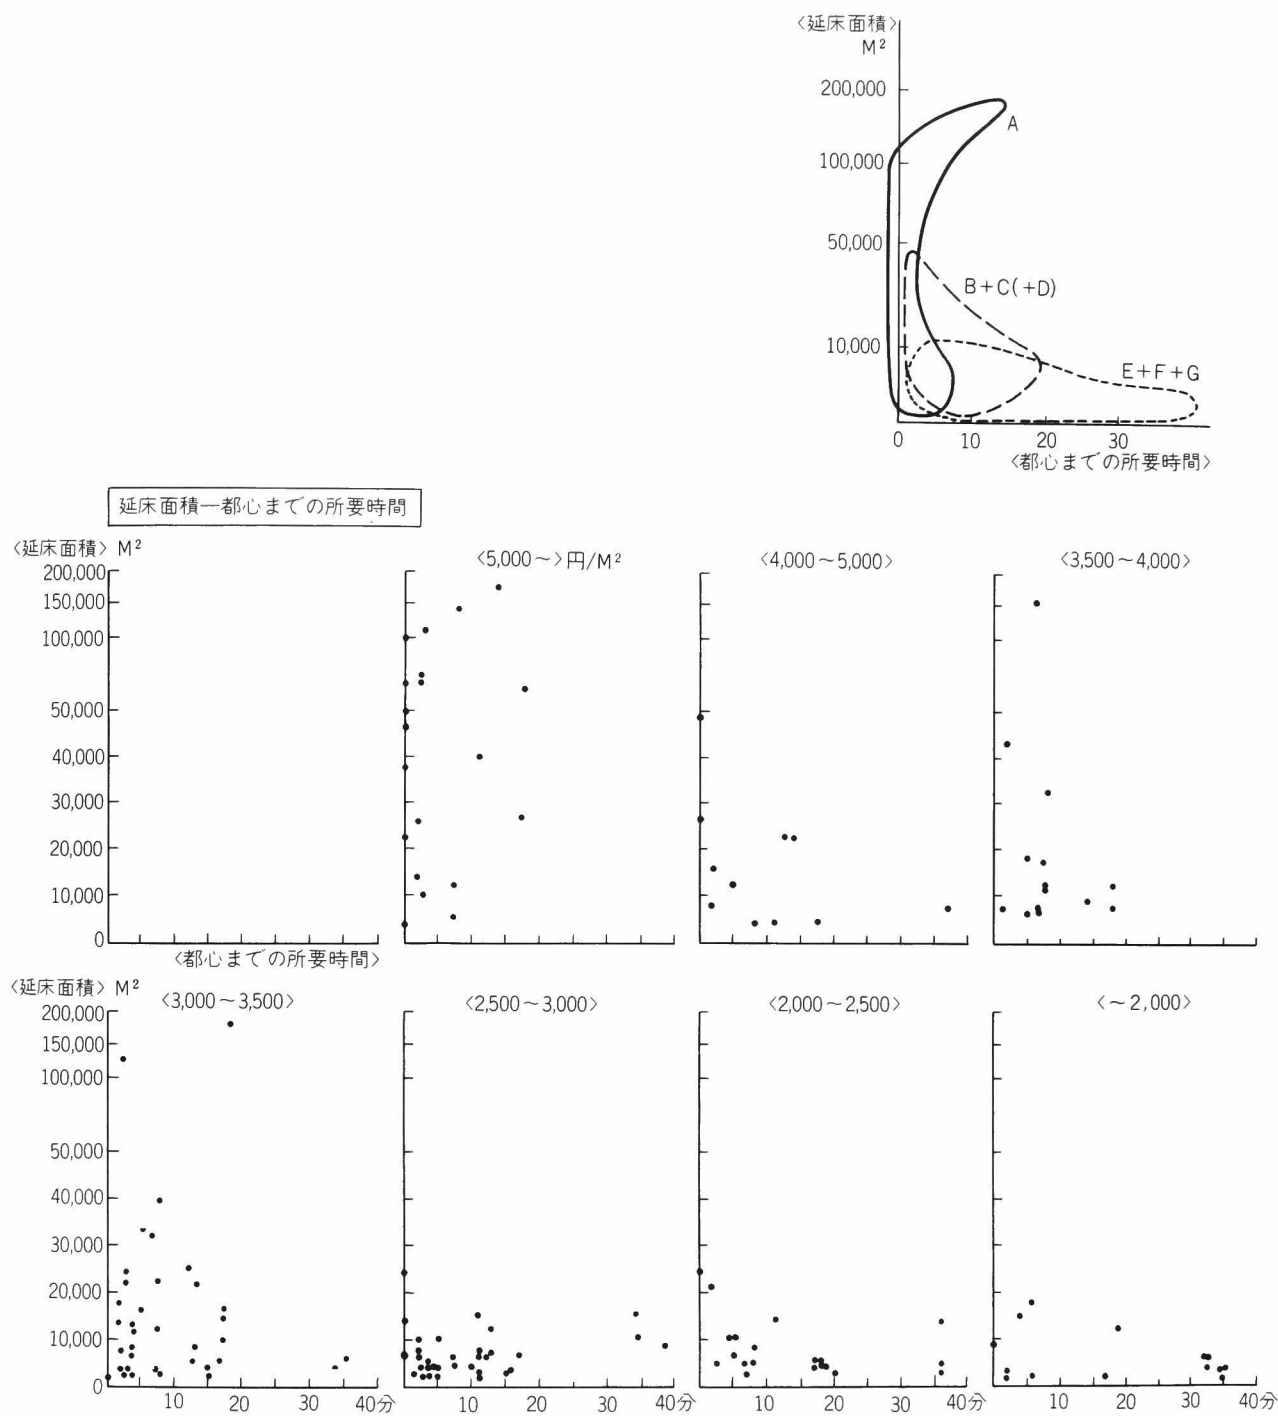 〈延床面積〉
M²
200,000
A
100,000
50,000
B+C(+D)
10,000
E+F+G
0 10 20 30
〈都心までの所要時間〉
延床面積―都心までの所要時間
〈延床面積〉M²
〈5,000～〉円/M²
〈4,000～5,000〉
〈3,500～4,000〉
200,000
150,000
100,000
50,000
40,000
30,000
20,000
10,000
0
〈都心までの所要時間〉
〈延床面積〉M²
〈3,000～3,500〉
〈2,500～3,000〉
〈2,000～2,500〉
〈～2,000〉
200,000
150,000
100,000
50,000
40,000
30,000
20,000
10,000
0
10 20 30 40分
10 20 30 40分
10 20 30 40分
10 20 30 40分